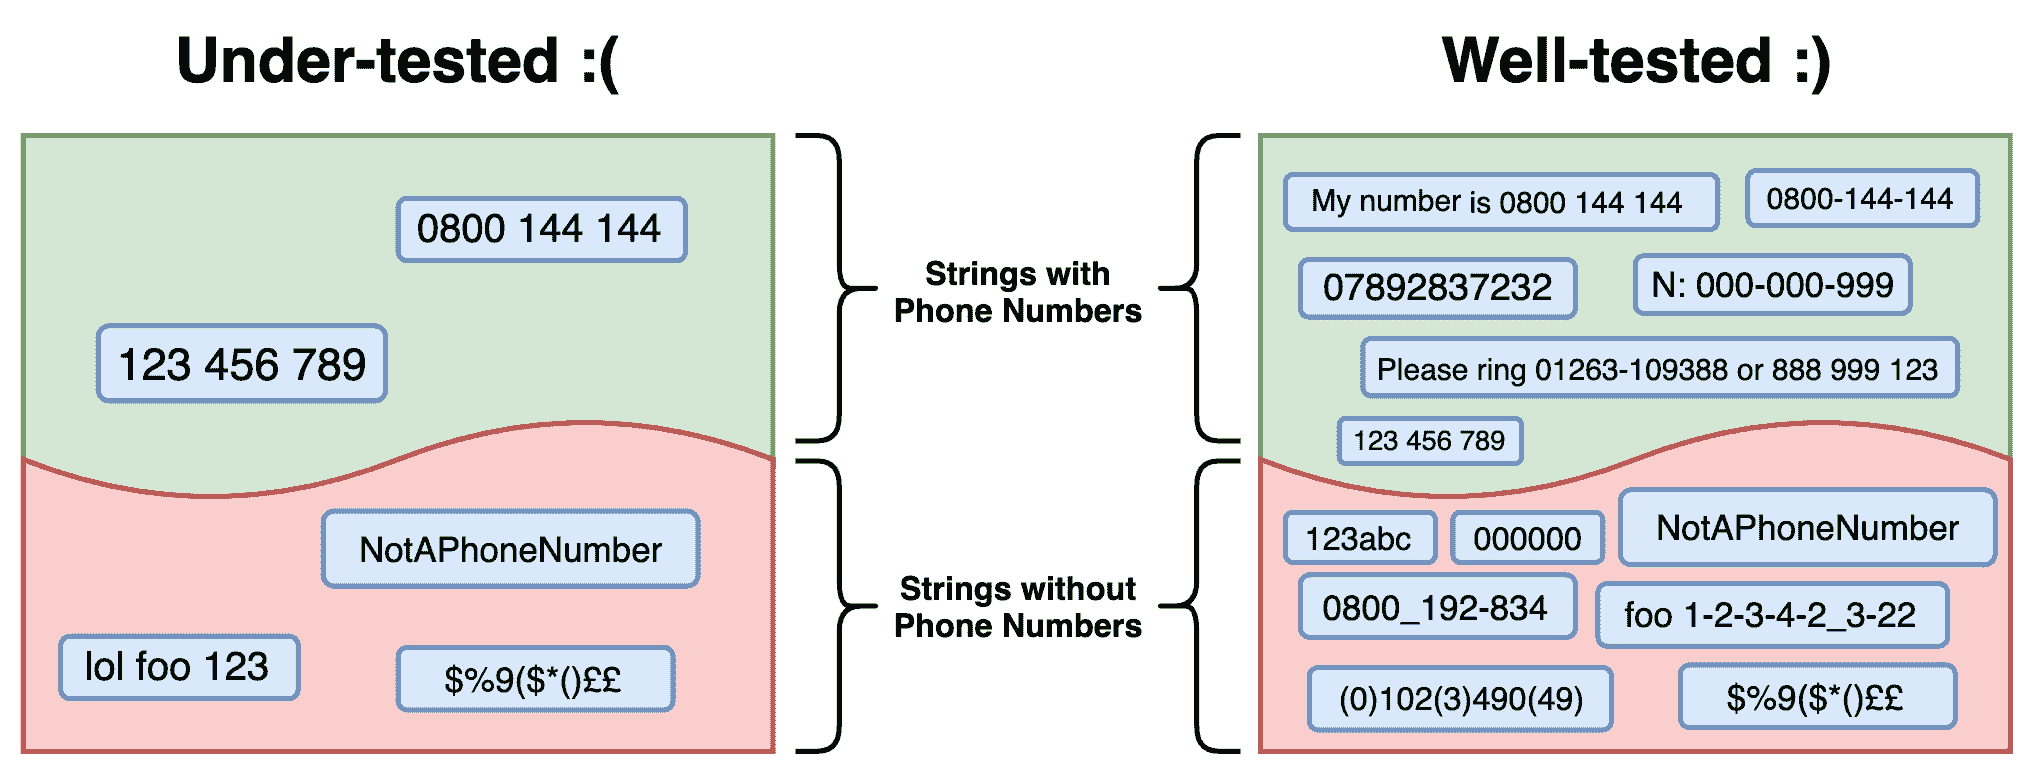 Under-tested :(
Well-tested :)
0800 144 144
123 456 789
NotAPhoneNumber
lol foo 123
$%9($*()££
Strings with
Phone Numbers
Strings without
Phone Numbers
My number is 0800 144 144
0800-144-144
07892837232
N: 000-000-999
Please ring 01263-109388 or 888 999 123
123 456 789
123abc
000000
NotAPhoneNumber
0800_192-834
foo 1-2-3-4-2_3-22
(0)102(3)490(49)
$%9($*()££